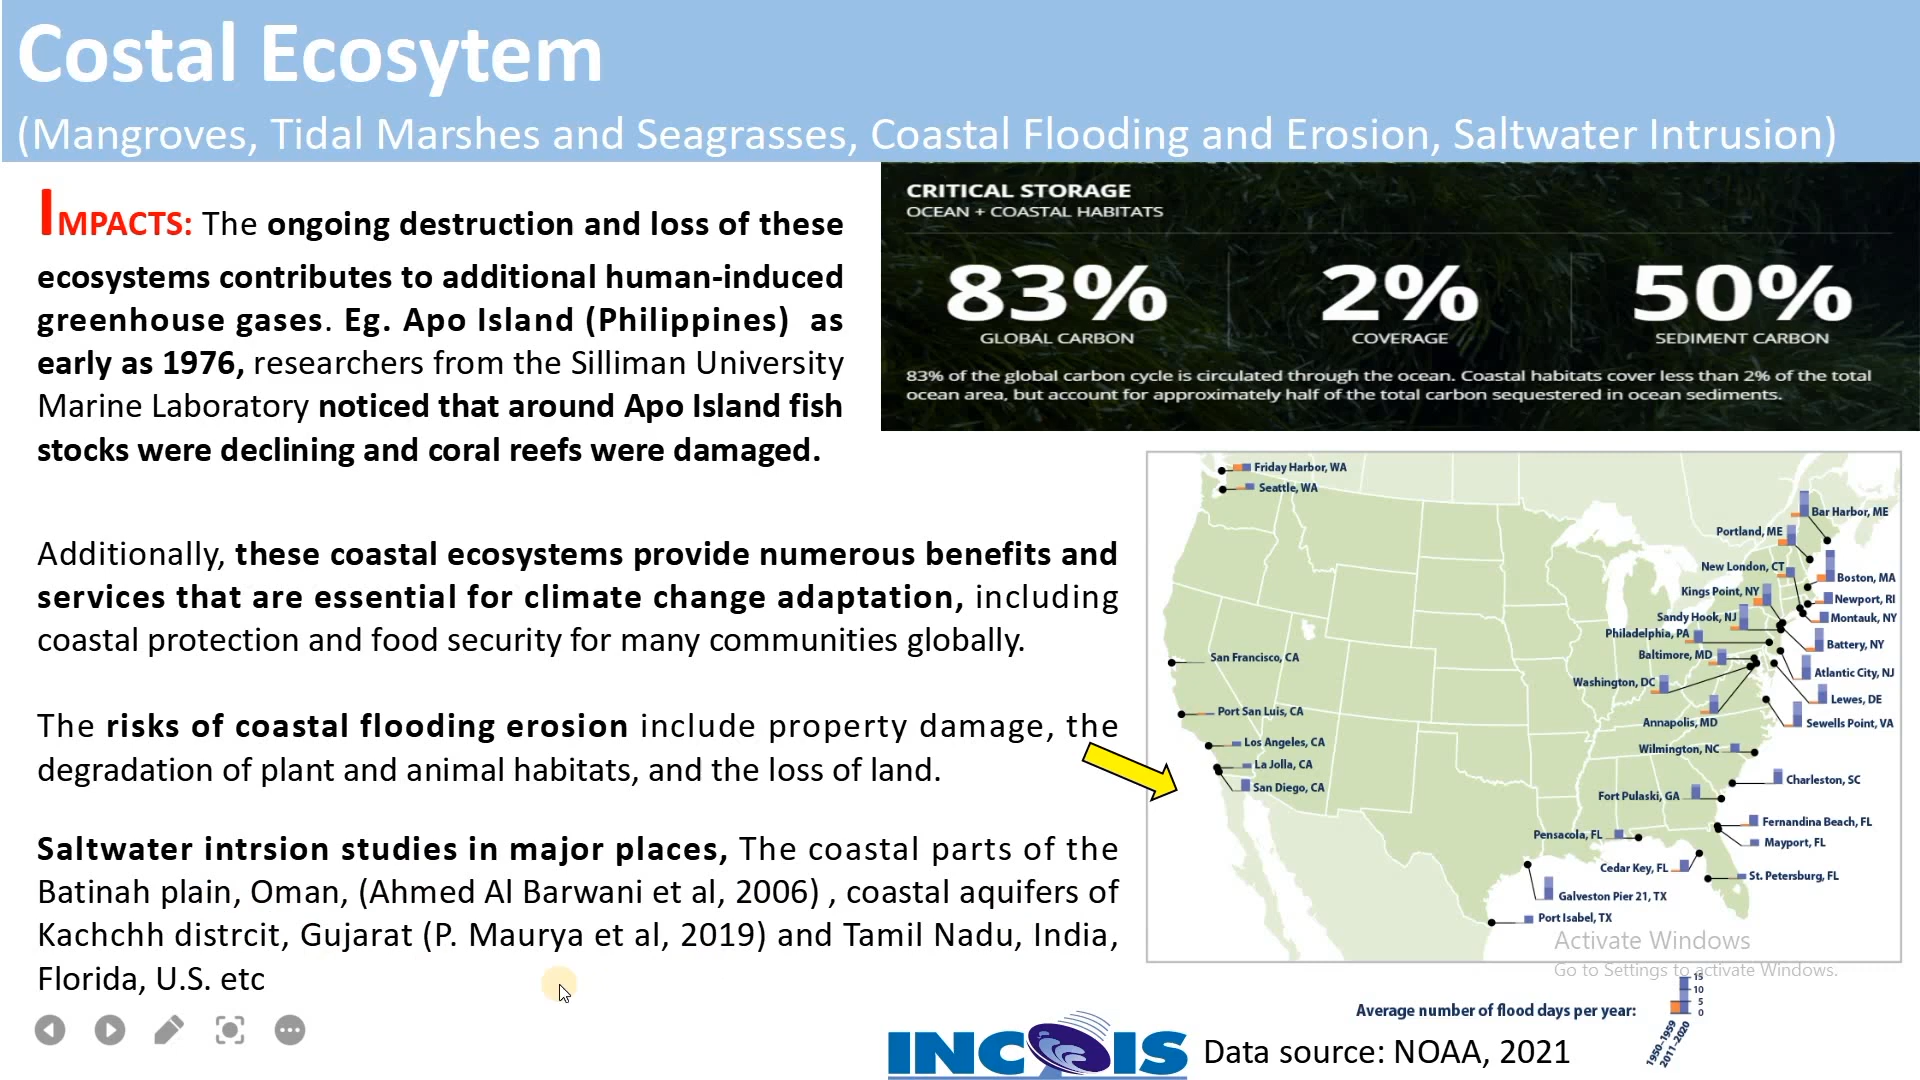 Costal Ecosytem
(Mangroves, Tidal Marshes and Seagrasses, Coastal Flooding and Erosion, Saltwater Intrusion)
IMPACTS: The ongoing destruction and loss of these
ecosystems contributes to additional human-induced
greenhouse gases. Eg. Apo Island (Philippines) as
early as 1976, researchers from the Silliman University
Marine Laboratory noticed that around Apo Island fish
stocks were declining and coral reefs were damaged.
Additionally, these coastal ecosystems provide numerous benefits and
services that are essential for climate change adaptation, including
coastal protection and food security for many communities globally.
The risks of coastal flooding erosion include property damage, the
degradation of plant and animal habitats, and the loss of land.
Saltwater intrsion studies in major places, The coastal parts of the
Batinah plain, Oman, (Ahmed Al Barwani et al, 2006) , coastal aquifers of
Kachchh distrcit, Gujarat (P. Maurya et al, 2019) and Tamil Nadu, India,
Florida, U.S. etc
CRITICAL STORAGE
OCEAN + COASTAL HABITATS
83% 2% 50%
GLOBAL CARBON COVERAGE SEDIMENT CARBON
83% of the global carbon cycle is circulated through the ocean. Coastal habitats cover less than 2% of the total
ocean area, but account for approximately half of the total carbon sequestered in ocean sediments.
Friday Harbor, WA
Seattle, WA
Bar Harbor, ME
Portland, ME
New London, CT
Boston, MA
Kings Point, NY
Newport, RI
Sandy Hook, NJ
Montauk, NY
Philadelphia, PA
Battery, NY
Baltimore, MD
San Francisco, CA
Atlantic City, NJ
Washington, DC
Lewes, DE
Port San Luis, CA
Annapolis, MD
Sewells Point, VA
Los Angeles, CA
Wilmington, NC
La Jolla, CA
Charleston, SC
San Diego, CA
Fort Pulaski, GA
Fernandina Beach, FL
Pensacola, FL
Mayport, FL
Cedar Key, FL
St. Petersburg, FL
Galveston Pier 21, TX
Port Isabel, TX
Activate Windows
Go to Settings to activate Windows.
15
10
5
0
Average number of flood days per year:
1950–1959
2011–2020
INCOIS
Data source: NOAA, 2021